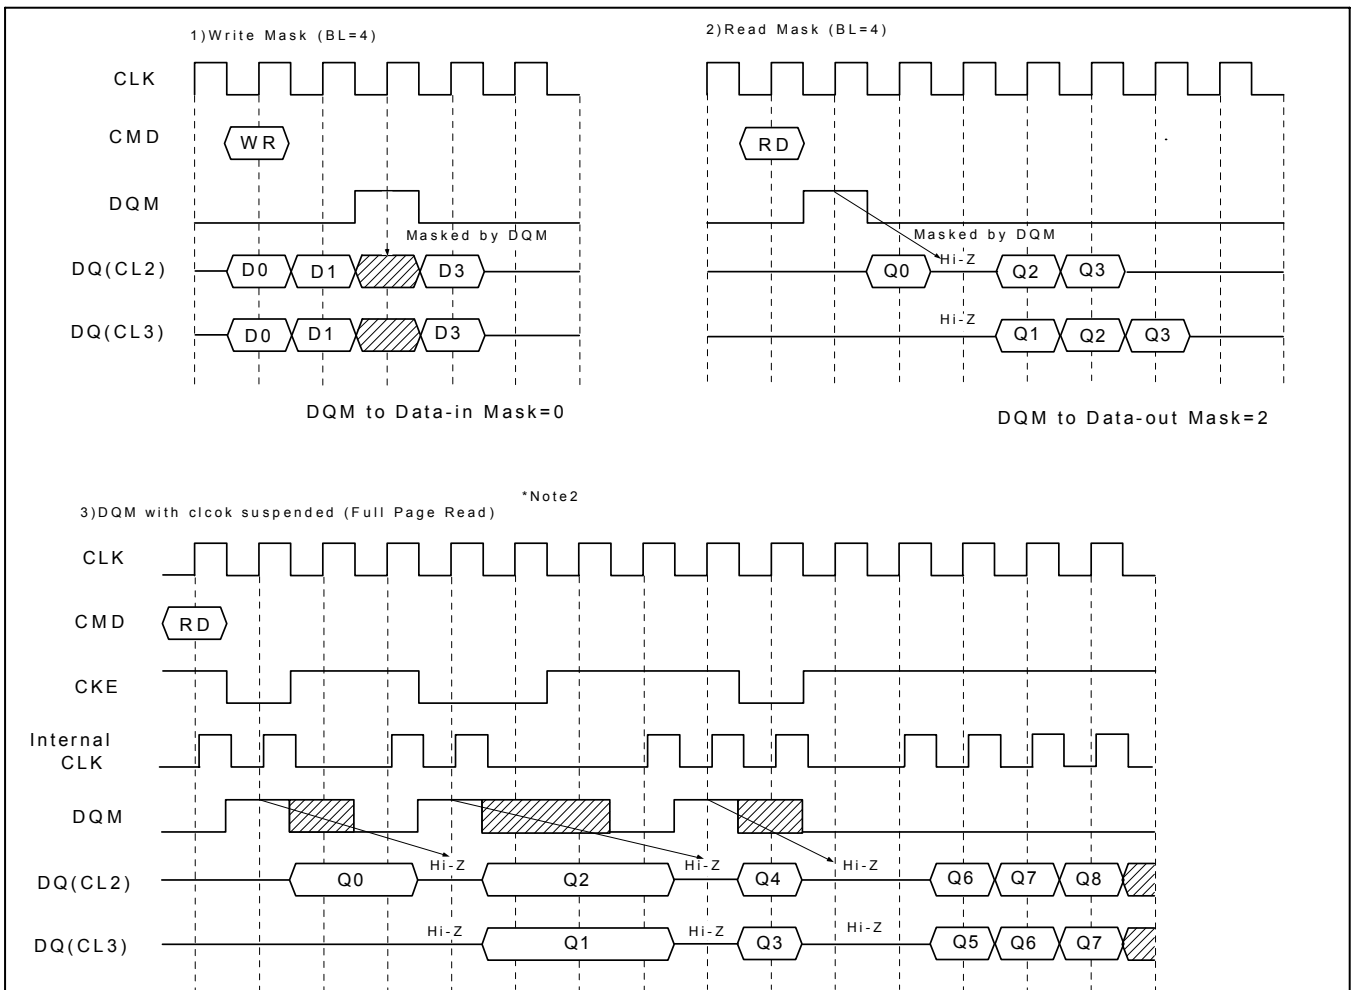 1)Write Mask (BL=4)
CLK
CMD
WR
DQM
Masked by DQM
DQ(CL2)
D0 D1 D3
DQ(CL3)
D0 D1 D3
DQM to Data-in Mask=0
2)Read Mask (BL=4)
RD
Masked by DQM
Q0 Hi-Z Q2 Q3
Hi-Z
Q1 Q2 Q3
DQM to Data-out Mask=2
*Note2
3)DQM with clcok suspended (Full Page Read)
CLK
CMD
RD
CKE
Internal
CLK
DQM
Hi-Z Hi-Z Hi-Z
DQ(CL2)
Q0 Q2 Q4 Q6 Q7 Q8
Hi-Z Hi-Z Hi-Z
DQ(CL3)
Q1 Q3 Q5 Q6 Q7